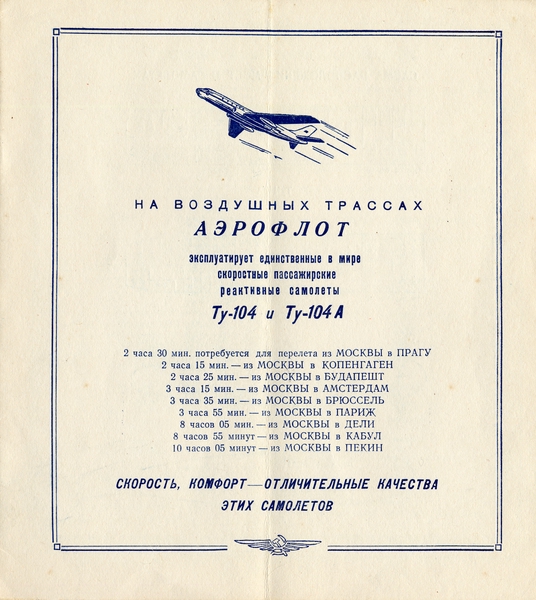 НА ВОЗДУШНЫХ ТРАССАХ
АЭРОФЛОТ
эксплуатирует единственные в мире
скоростные пассажирские
реактивные самолеты
Ту-104 и Ту-104А
2 часа 30 мин. потребуется для перелета из МОСКВЫ в ПРАГУ
2 часа 15 мин.—из МОСКВЫ в КОПЕНГАГЕН
2 часа 25 мин.—из МОСКВЫ в БУДАПЕШТ
3 часа 15 мин.—из МОСКВЫ в АМСТЕРДАМ
3 часа 35 мин.—из МОСКВЫ в БРЮССЕЛЬ
3 часа 55 мин.—из МОСКВЫ в ПАРИЖ
8 часов 05 мин.—из МОСКВЫ в ДЕЛИ
8 часов 55 минут—из МОСКВЫ в КАБУЛ
10 часов 05 минут—из МОСКВЫ в ПЕКИН
СКОРОСТЬ, КОМФОРТ—ОТЛИЧИТЕЛЬНЫЕ КАЧЕСТВА
ЭТИХ САМОЛЕТОВ